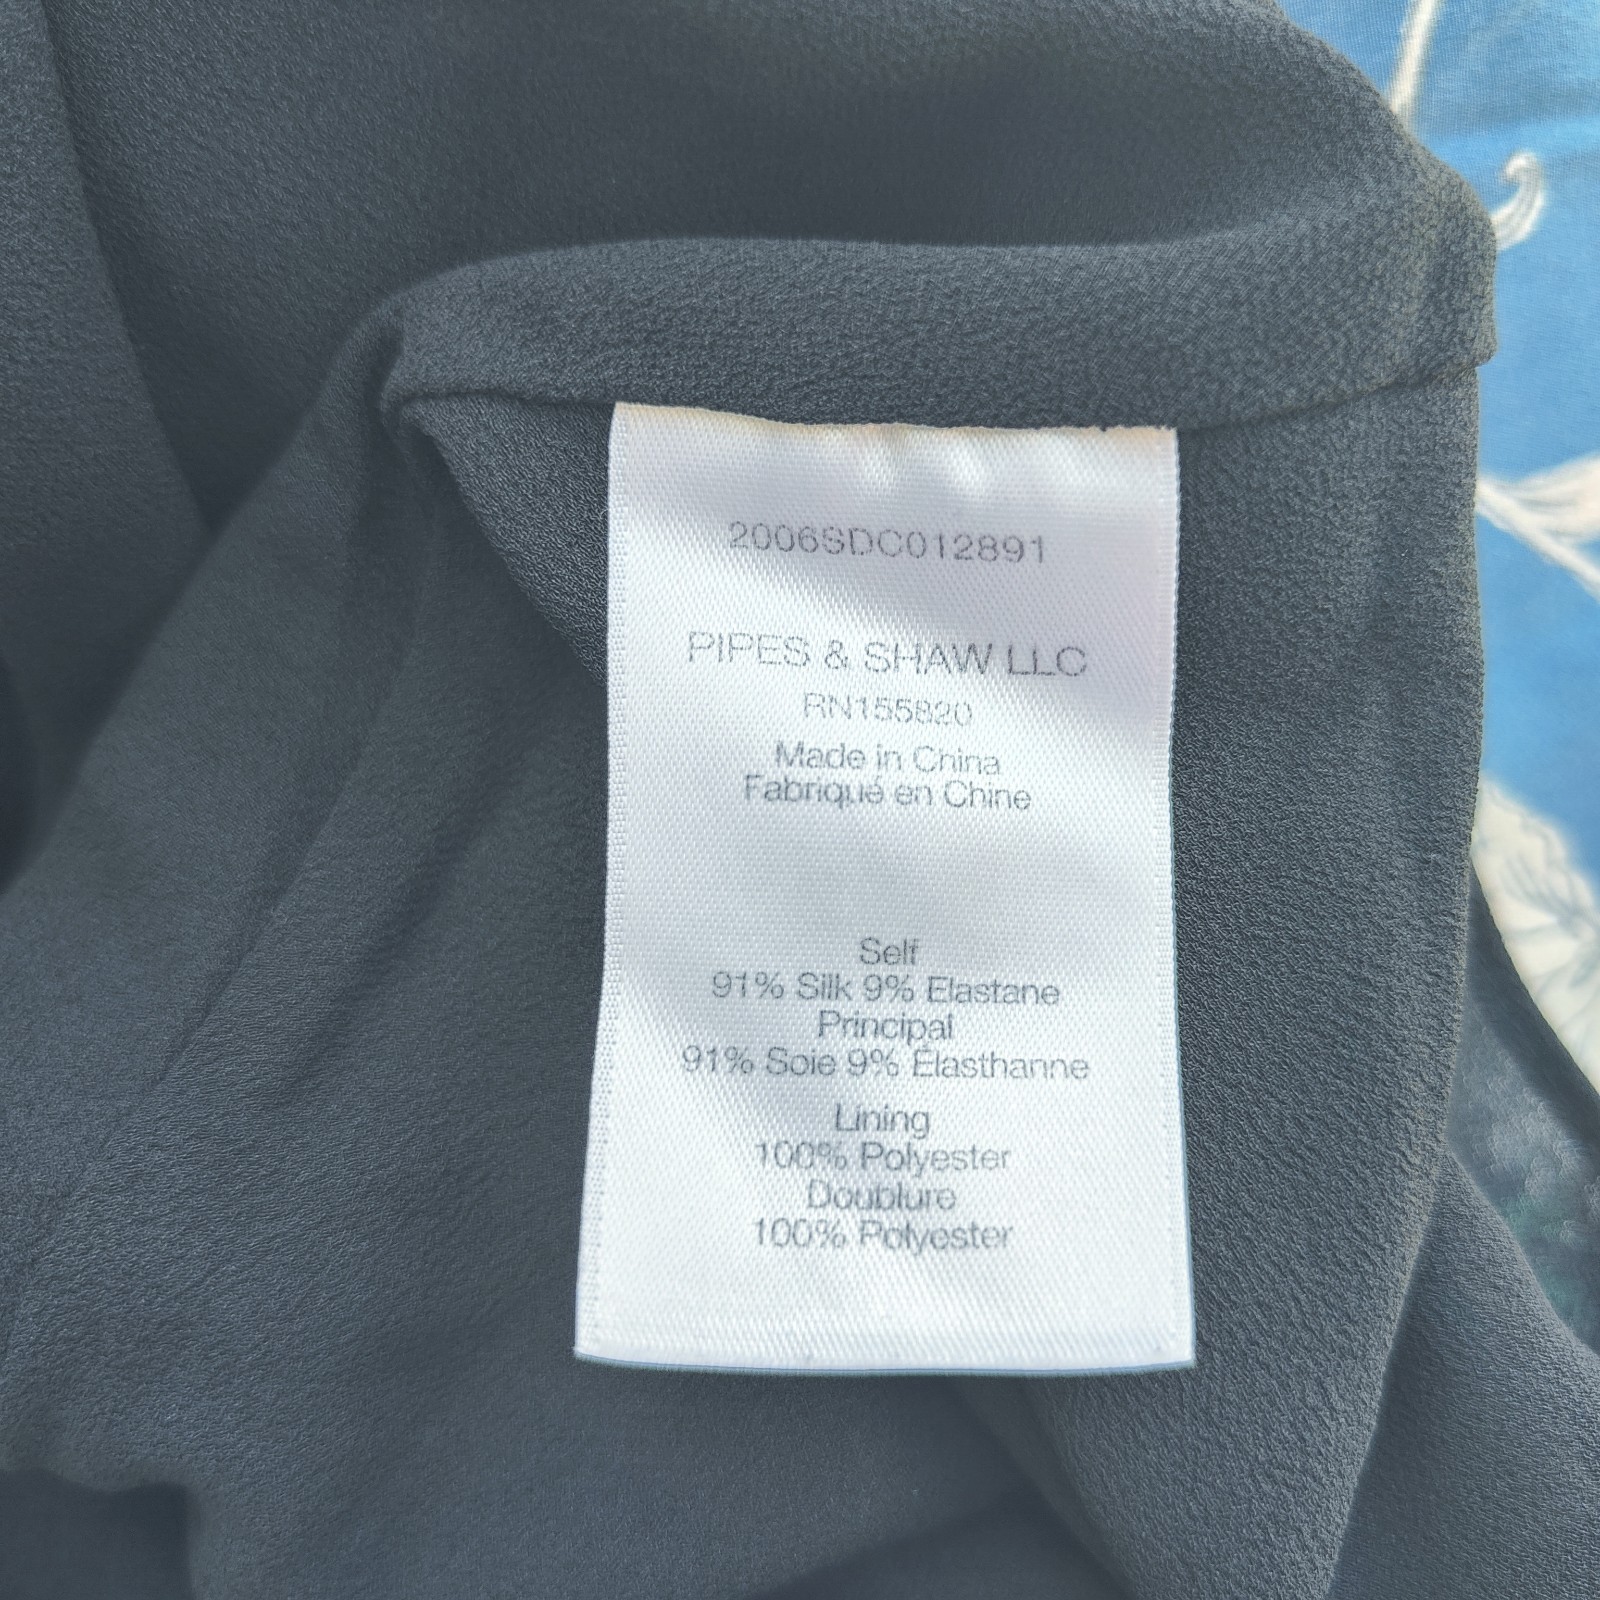 2006SDC012891
PIPES & SHAW LLC
RN155820
Made in China
Fabriqué en Chine
Self
91% Silk 9% Elastane
Principal
91% Soie 9% Élasthanne
Lining
100% Polyester
Doublure
100% Polyester